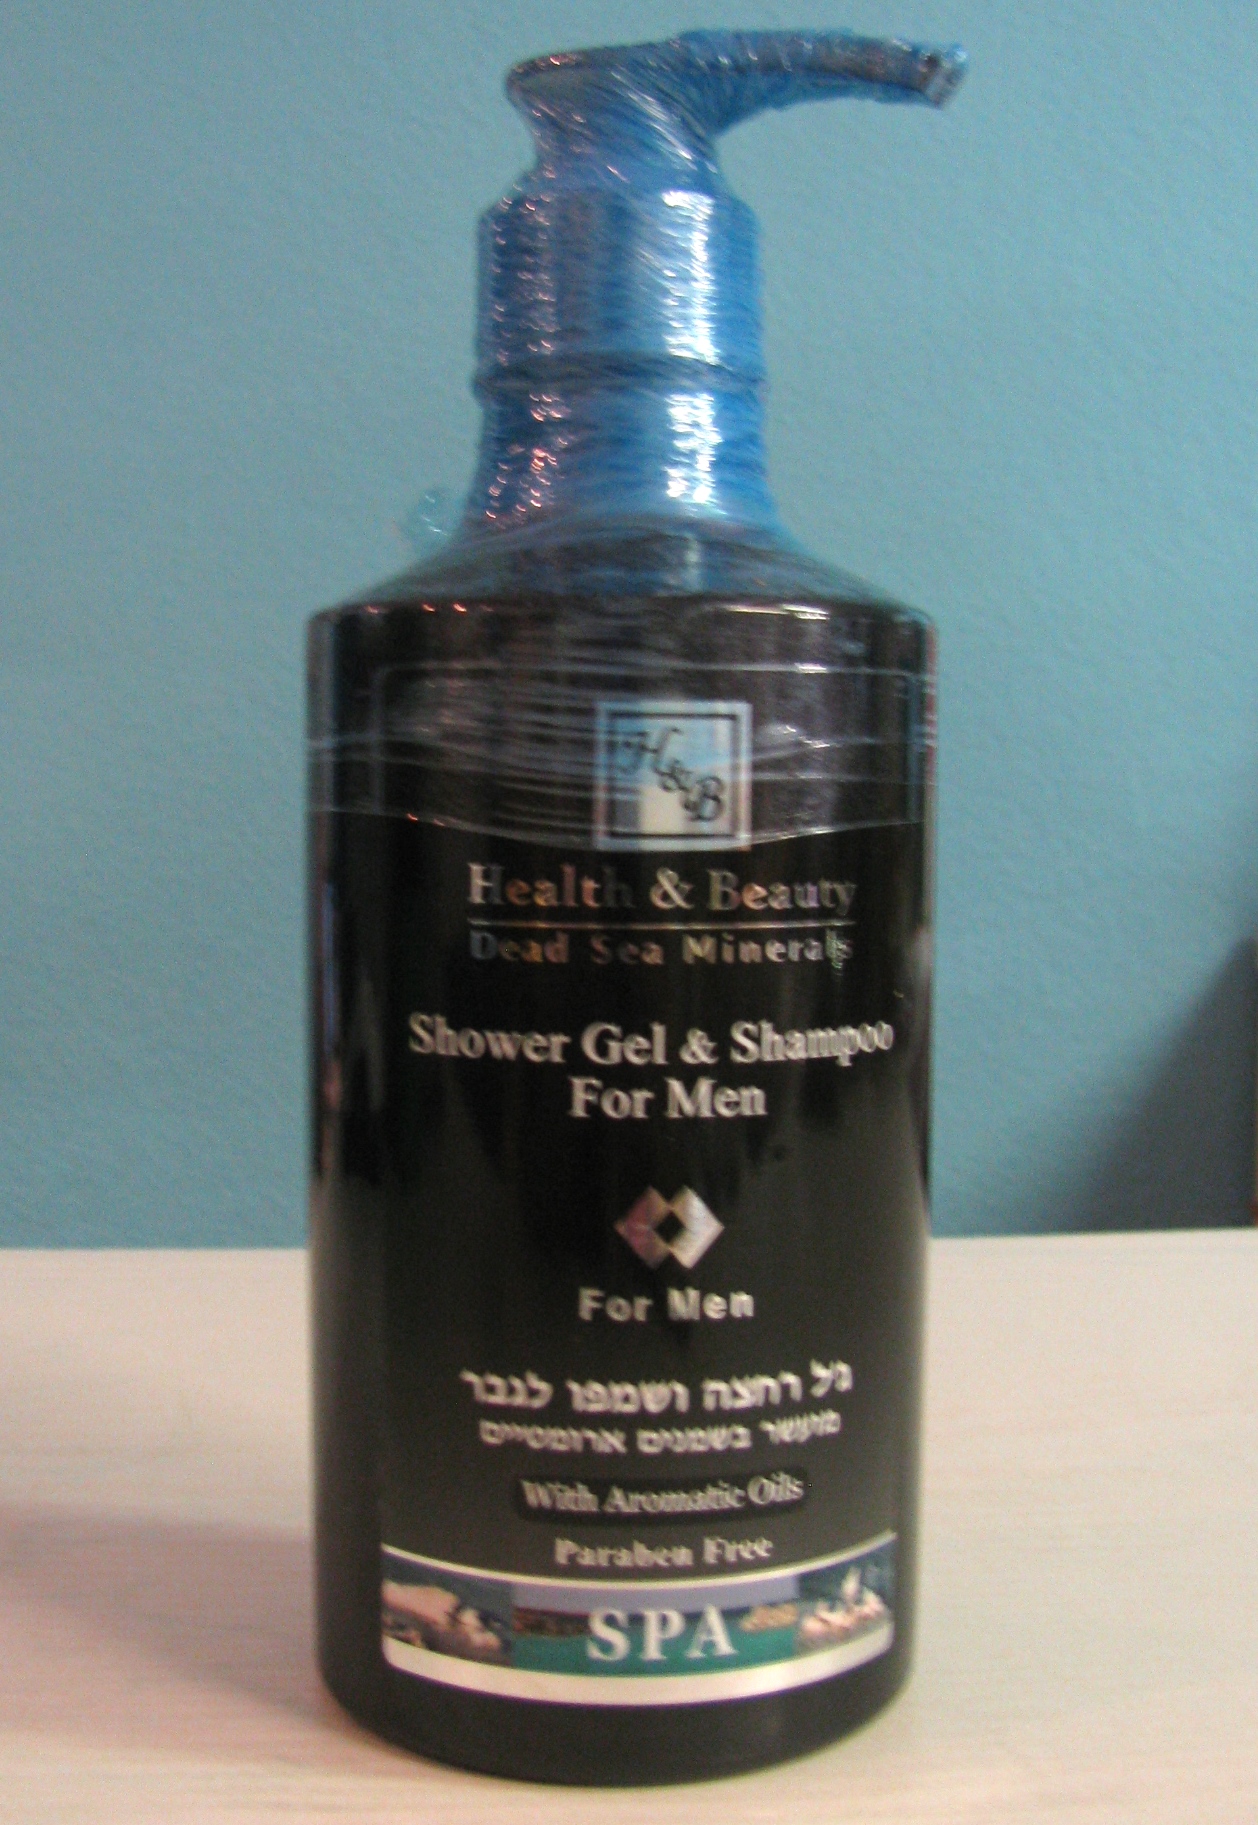 H&B
Health & Beauty
Dead Sea Minerals
Shower Gel & Shampoo
For Men
For Men
ג'ל רחצה ושמפו לגבר
מועשר בשמנים ארומטיים
With Aromatic Oils
Paraben Free
SPA